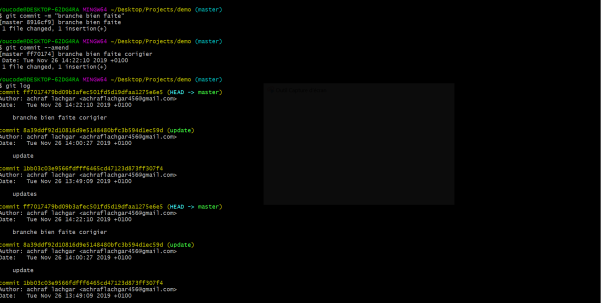 youcode@DESKTOP-67DG4RA MINGW64 ~/Desktop/Projects/demo (master)
$ git commit -m "branche bien faite"
[master 8916cf9] branche bien faite
1 file changed, 1 insertion(+)
youcode@DESKTOP-67DG4RA MINGW64 ~/Desktop/Projects/demo (master)
$ git commit --amend
[master ff70174] branche bien faite corigier
Date: Tue Nov 26 14:22:10 2019 +0100
1 file changed, 1 insertion(+)
youcode@DESKTOP-67DG4RA MINGW64 ~/Desktop/Projects/demo (master)
$ git log
commit ff7017479bd09b3afec501fd5d19dfaa1275e6e5 (HEAD -> master)
Author: achraf lachgar <achraflachgar456@gmail.com>
Date: Tue Nov 26 14:22:10 2019 +0100
branche bien faite corigier
commit 8a39ddf92d10816d9e5148480bfc3b594d1ec59d (update)
Author: achraf lachgar <achraflachgar456@gmail.com>
Date: Tue Nov 26 14:00:27 2019 +0100
update
commit 1bb03c03e9566fdfff6465cd47123d873ff307f4
Author: achraf lachgar <achraflachgar456@gmail.com>
Date: Tue Nov 26 13:49:09 2019 +0100
updates
commit ff7017479bd09b3afec501fd5d19dfaa1275e6e5 (HEAD -> master)
Author: achraf lachgar <achraflachgar456@gmail.com>
Date: Tue Nov 26 14:22:10 2019 +0100
branche bien faite corigier
commit 8a39ddf92d10816d9e5148480bfc3b594d1ec59d (update)
Author: achraf lachgar <achraflachgar456@gmail.com>
Date: Tue Nov 26 14:00:27 2019 +0100
update
commit 1bb03c03e9566fdfff6465cd47123d873ff307f4
Author: achraf lachgar <achraflachgar456@gmail.com>
Date: Tue Nov 26 13:49:09 2019 +0100